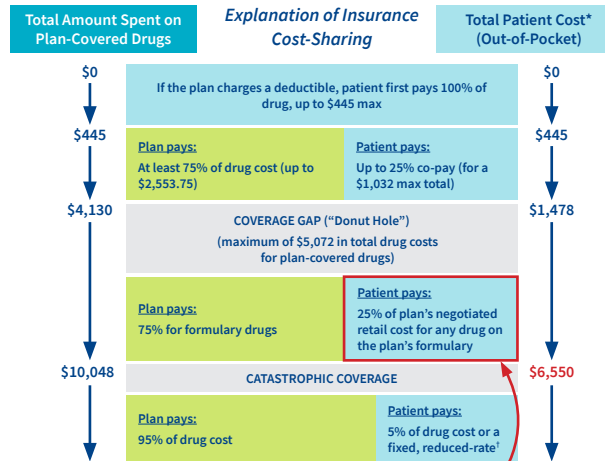 Total Amount Spent on
Plan-Covered Drugs
Explanation of Insurance
Cost-Sharing
Total Patient Cost*
(Out-of-Pocket)
$0
If the plan charges a deductible, patient first pays 100% of
drug, up to $445 max
$0
$445
$445
Plan pays:
At least 75% of drug cost (up to
$2,553.75)
Patient pays:
Up to 25% co-pay (for a
$1,032 max total)
$4,130
$1,478
COVERAGE GAP (“Donut Hole”)
(maximum of $5,072 in total drug costs
for plan-covered drugs)
Plan pays:
75% for formulary drugs
Patient pays:
25% of plan’s negotiated
retail cost for any drug on
the plan’s formulary
$10,048
CATASTROPHIC COVERAGE
$6,550
Plan pays:
95% of drug cost
Patient pays:
5% of drug cost or a
fixed, reduced-rate†